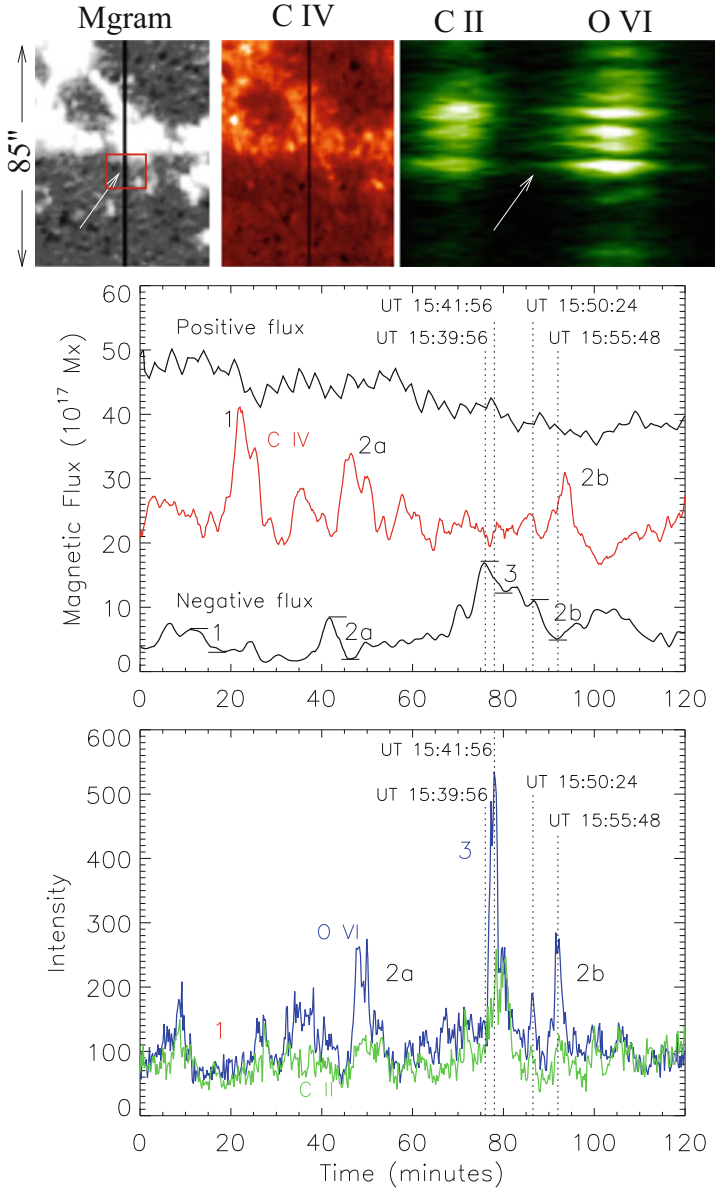 Mgram C IV C II O VI
85"
60
50
40
30
20
10
0
Magnetic Flux (10¹⁷ Mx)
UT 15:41:56 UT 15:50:24
UT 15:39:56 UT 15:55:48
Positive flux
1
C IV
2a
2b
3
Negative flux
1
2a
2b
0 20 40 60 80 100 120
600
500
400
300
200
100
0
Intensity
UT 15:41:56
UT 15:39:56 UT 15:50:24
UT 15:55:48
3
O VI
2a
2b
1
C II
0 20 40 60 80 100 120
Time (minutes)